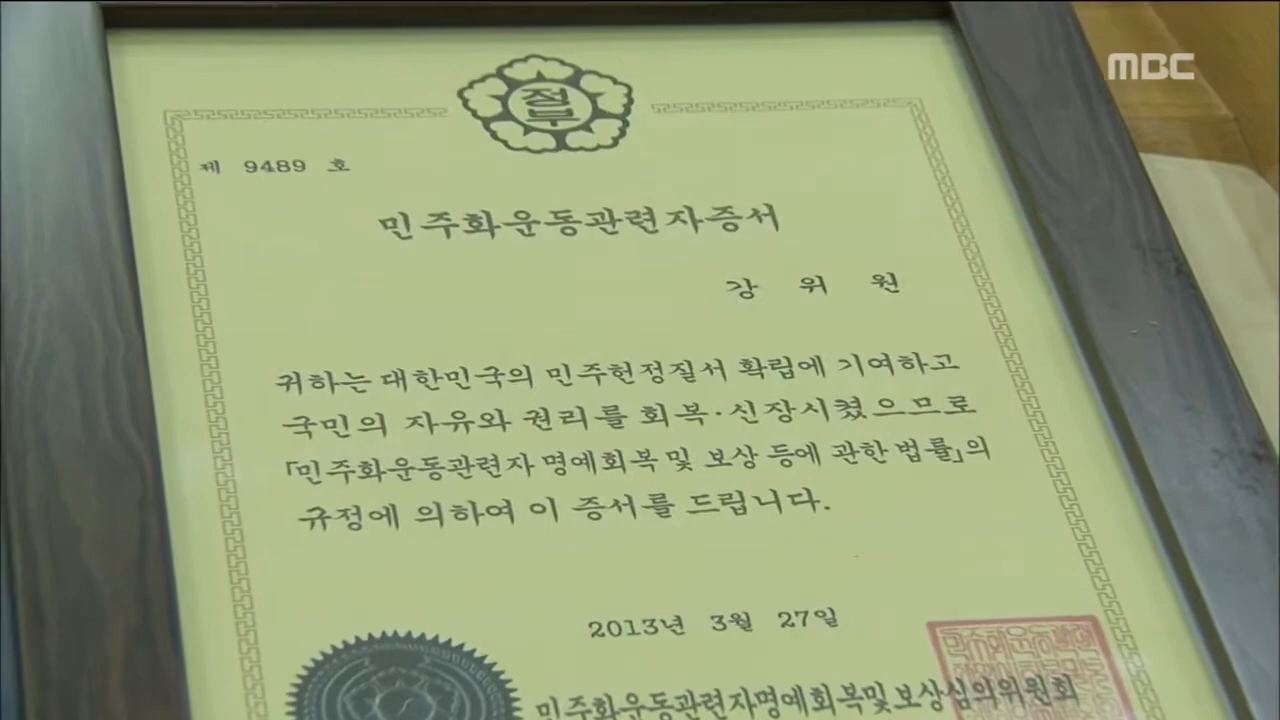 MBC
정부
제 9489 호
민주화운동관련자증서
강 위 원
귀하는 대한민국의 민주헌정질서 확립에 기여하고
국민의 자유와 권리를 회복·신장시켰으므로
「민주화운동관련자 명예회복 및 보상 등에 관한 법률」의
규정에 의하여 이 증서를 드립니다.
2013년 3월 27일
민주화운동관련자명예회복및보상심의위원회